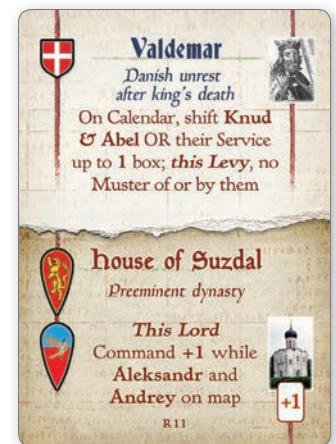 Valdemar
Danish unrest
after king's death
On Calendar, shift Knud
& Abel OR their Service
up to 1 box; this Levy, no
Muster of or by them
House of Suzdal
Preeminent dynasty
This Lord
Command +1 while
Aleksandr and
Andrey on map
+1
R11